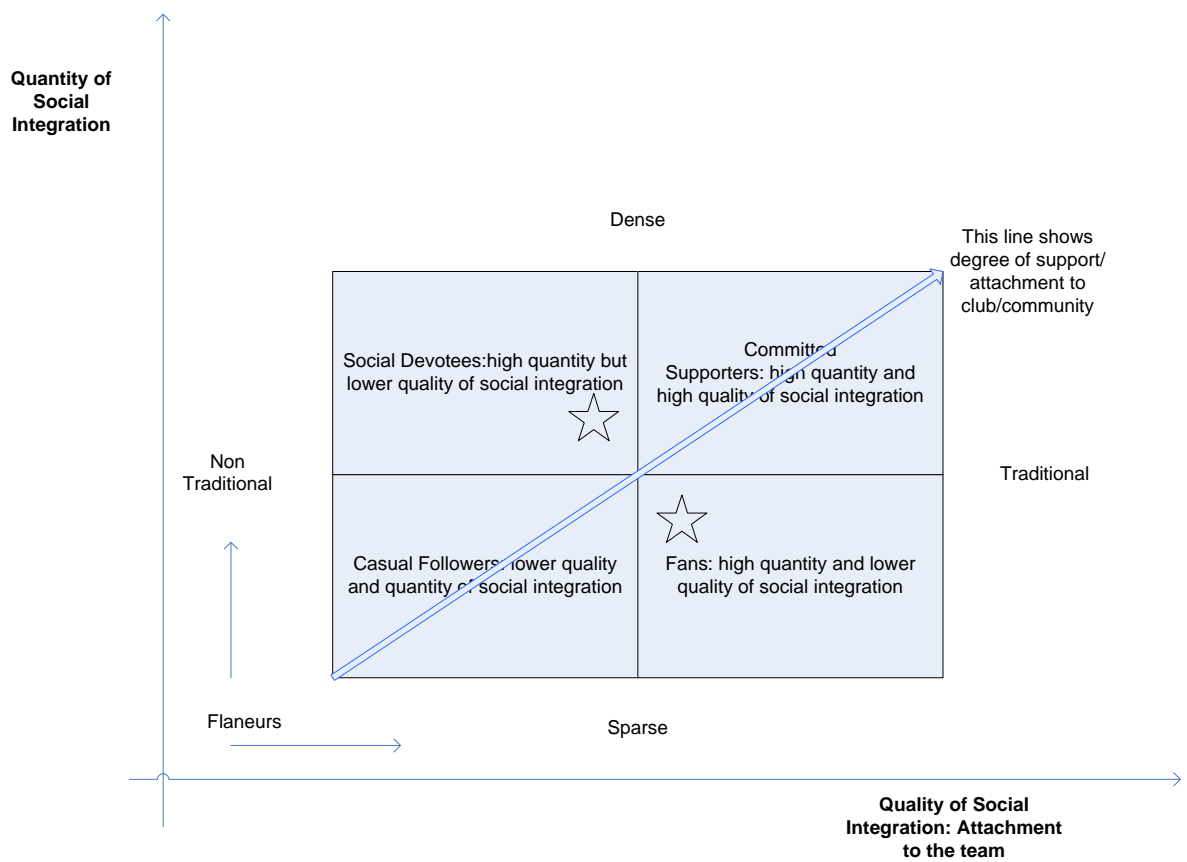 Quantity of
Social
Integration
Dense
This line shows
degree of support/
attachment to
club/community
Social Devotees:high quantity but
lower quality of social integration
Committed
Supporters: high quantity and
high quality of social integration
Non
Traditional
Traditional
Casual Followers: lower quality
and quantity of social integration
Fans: high quantity and lower
quality of social integration
Flaneurs
Sparse
Quality of Social
Integration: Attachment
to the team